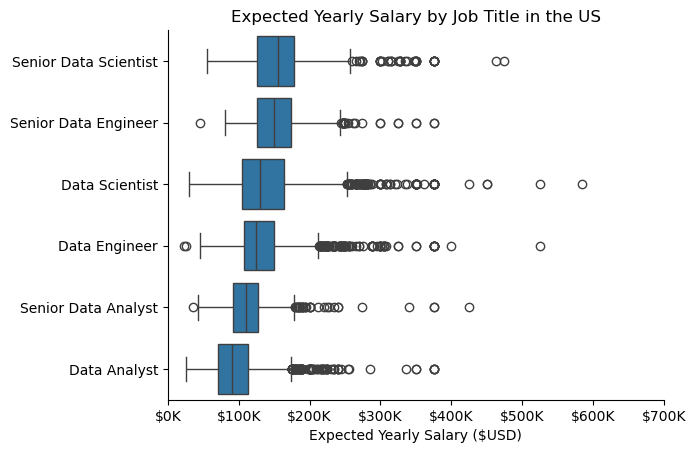 Expected Yearly Salary by Job Title in the US
Senior Data Scientist
Senior Data Engineer
Data Scientist
Data Engineer
Senior Data Analyst
Data Analyst
$0K $100K $200K $300K $400K $500K $600K $700K
Expected Yearly Salary ($USD)